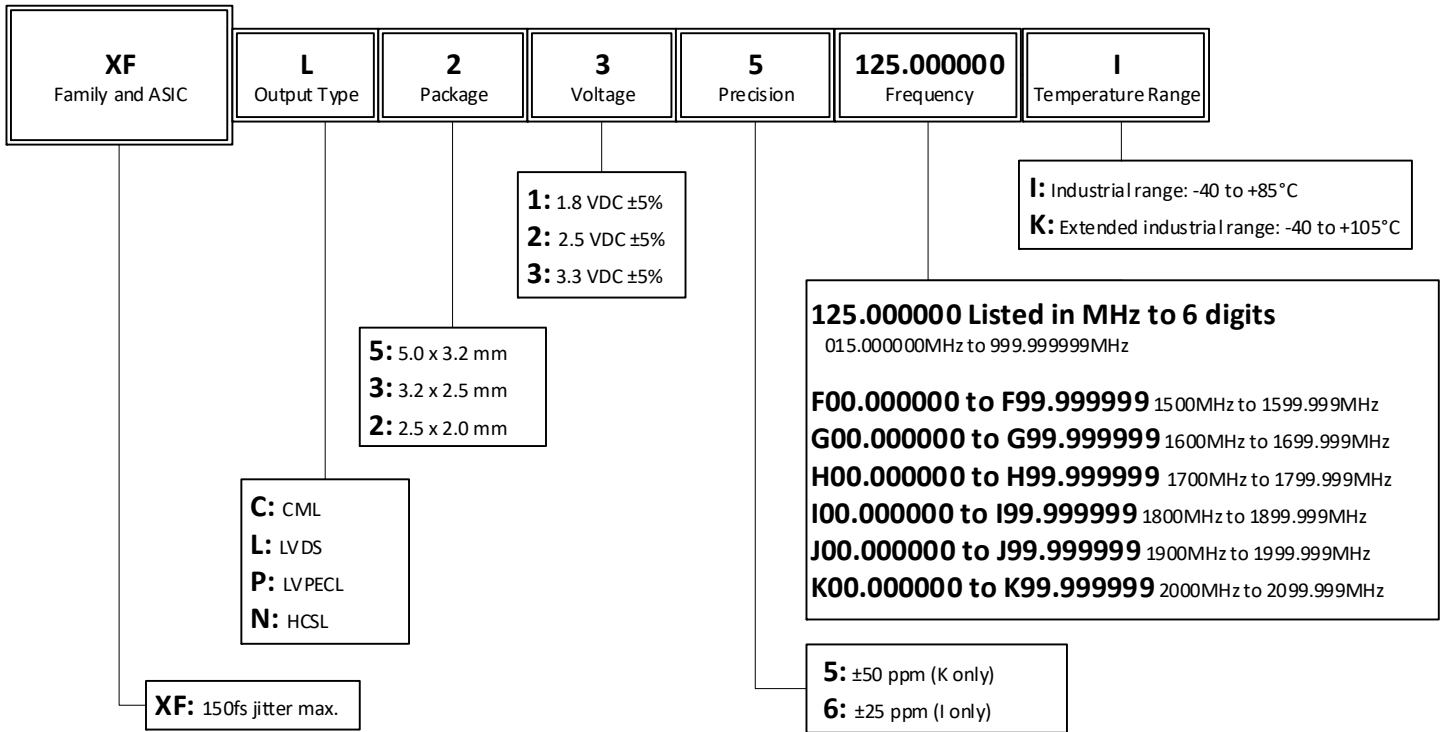 XF
Family and ASIC
L
Output Type
2
Package
3
Voltage
5
Precision
125.000000
Frequency
I
Temperature Range
I: Industrial range: -40 to +85°C
K: Extended industrial range: -40 to +105°C
1: 1.8 VDC ±5%
2: 2.5 VDC ±5%
3: 3.3 VDC ±5%
125.000000 Listed in MHz to 6 digits
015.000000MHz to 999.999999MHz
F00.000000 to F99.999999 1500MHz to 1599.999MHz
G00.000000 to G99.999999 1600MHz to 1699.999MHz
H00.000000 to H99.999999 1700MHz to 1799.999MHz
I00.000000 to I99.999999 1800MHz to 1899.999MHz
J00.000000 to J99.999999 1900MHz to 1999.999MHz
K00.000000 to K99.999999 2000MHz to 2099.999MHz
5: 5.0 x 3.2 mm
3: 3.2 x 2.5 mm
2: 2.5 x 2.0 mm
C: CML
L: LVDS
P: LVPECL
N: HCSL
5: ±50 ppm (K only)
6: ±25 ppm (I only)
XF: 150fs jitter max.